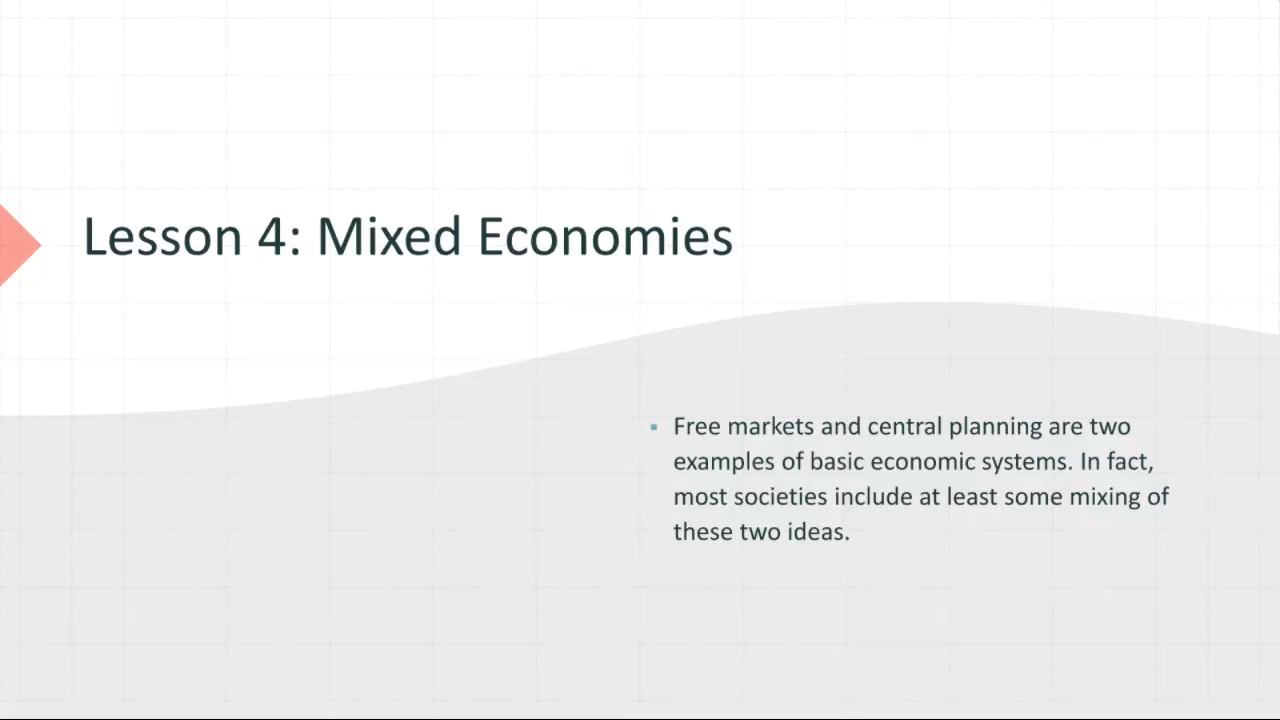 Lesson 4: Mixed Economies
Free markets and central planning are two
examples of basic economic systems. In fact,
most societies include at least some mixing of
these two ideas.